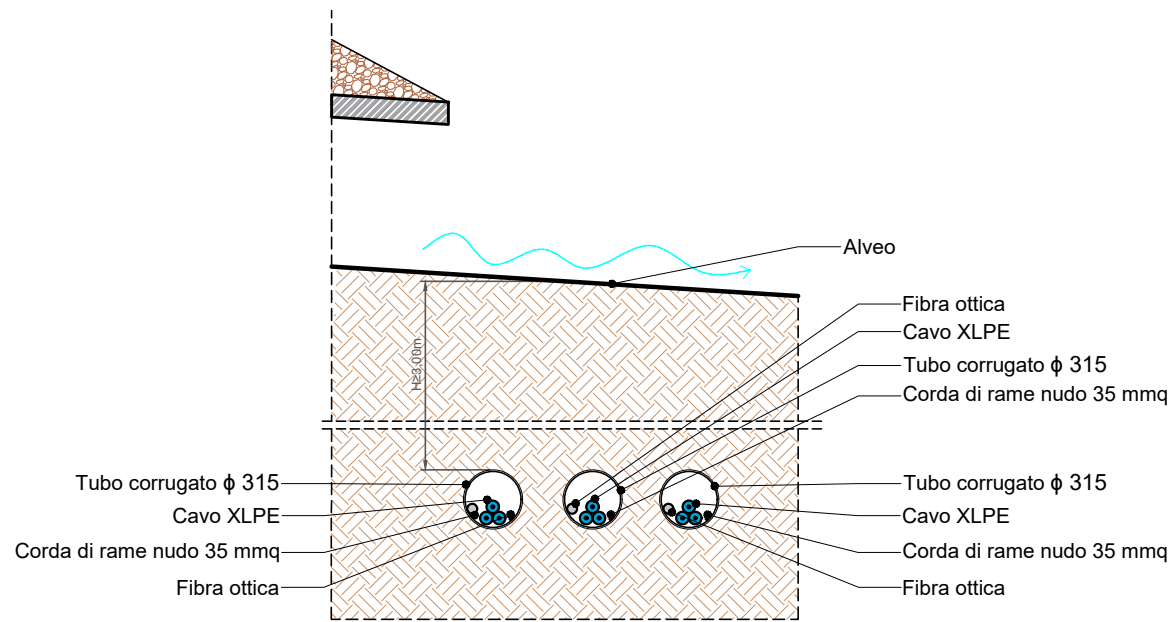 Alveo
Fibra ottica
Cavo XLPE
Tubo corrugato ϕ 315
Corda di rame nudo 35 mmq
H≥3,00m
Tubo corrugato ϕ 315
Cavo XLPE
Corda di rame nudo 35 mmq
Fibra ottica
Tubo corrugato ϕ 315
Cavo XLPE
Corda di rame nudo 35 mmq
Fibra ottica